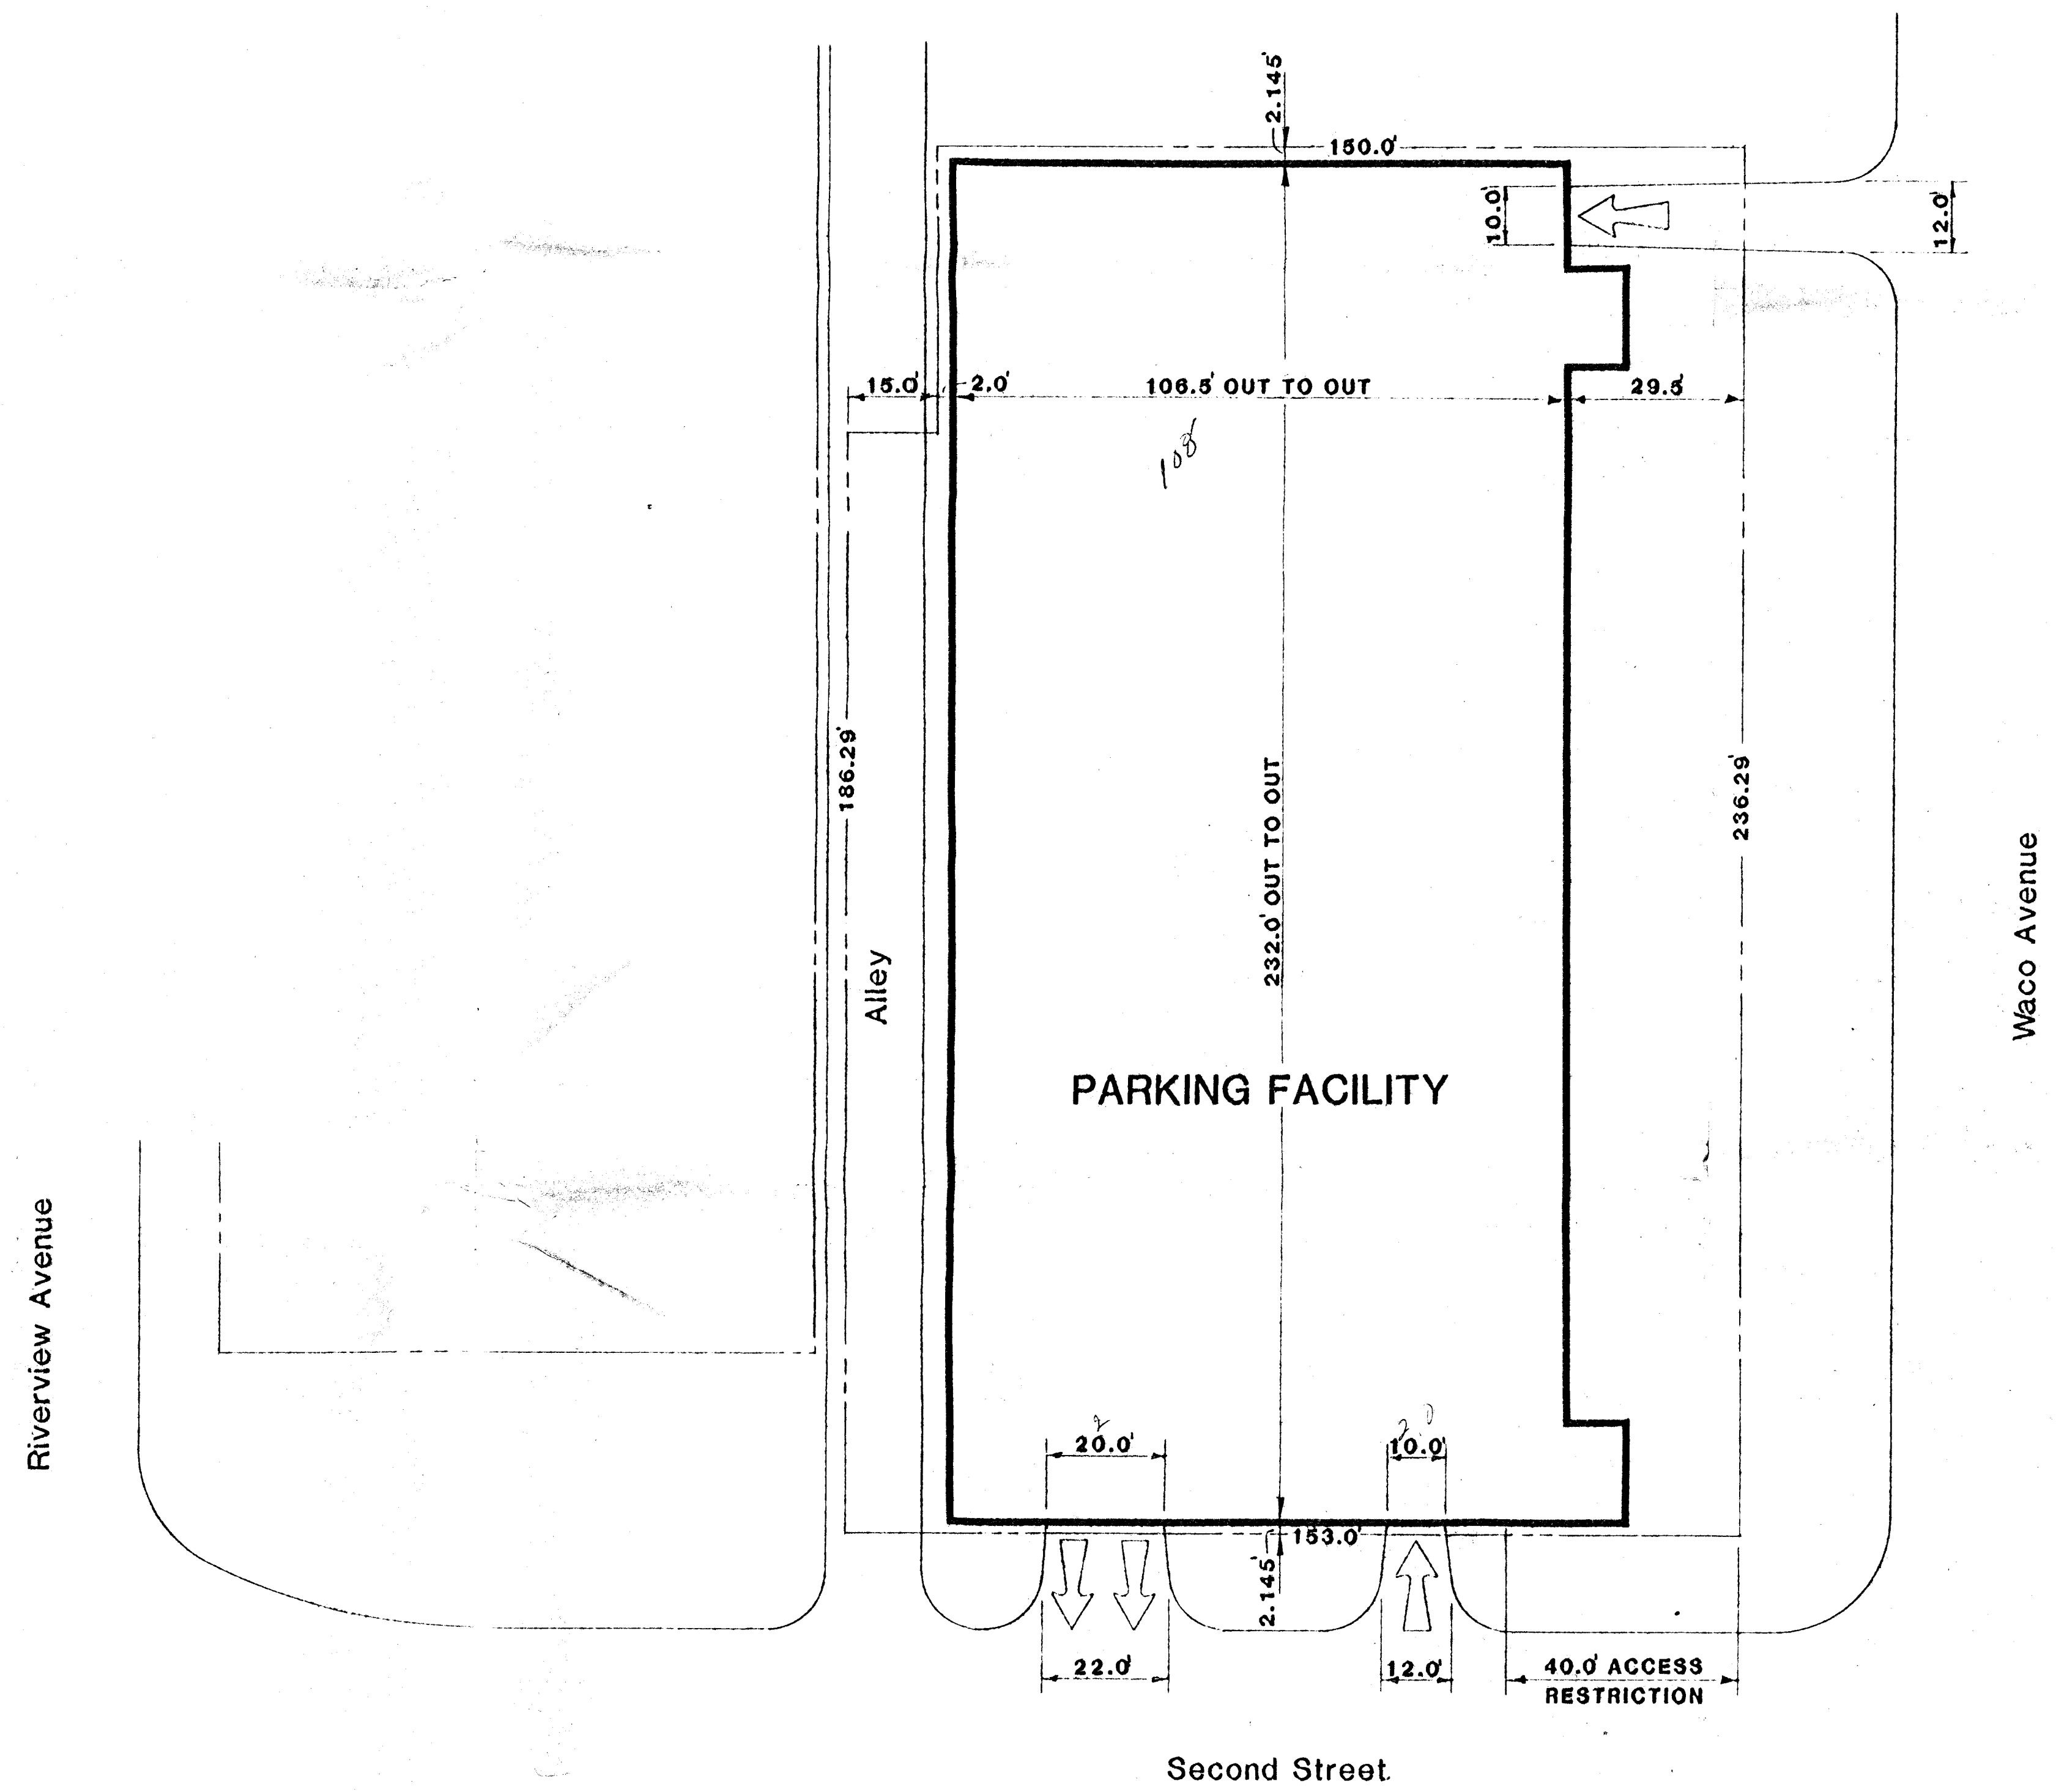 2.145'
150.0'
10.0'
12.0'
15.0'
2.0'
106.5' OUT TO OUT
29.5'
108'
186.29'
232.0' OUT TO OUT
236.29'
Alley
Waco Avenue
PARKING FACILITY
Riverview Avenue
2
20.0'
20
10.0'
153.0'
2.145'
22.0'
12.0'
40.0' ACCESS
RESTRICTION
Second Street.